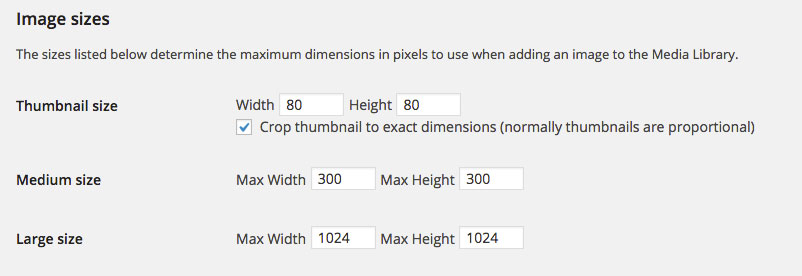 Image sizes
The sizes listed below determine the maximum dimensions in pixels to use when adding an image to the Media Library.
Thumbnail size Width 80 Height 80
Crop thumbnail to exact dimensions (normally thumbnails are proportional)
Medium size Max Width 300 Max Height 300
Large size Max Width 1024 Max Height 1024